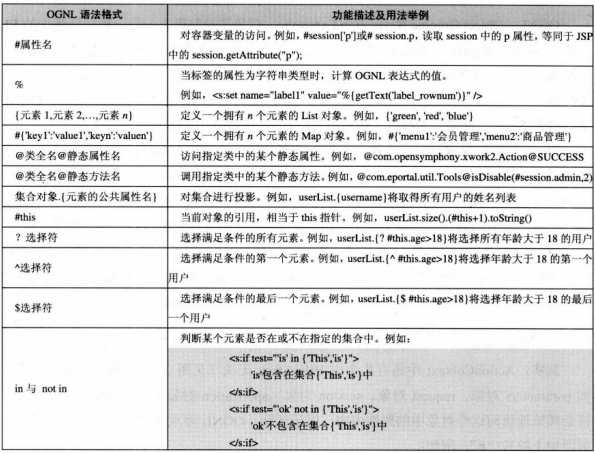 OGNL 语法格式
功能描述及用法举例
#属性名
对容器变量的访问。例如，#session['p']或# session.p，读取 session 中的 p 属性，等同于 JSP
中的 session.getAttribute("p");
%
当标签的属性为字符串类型时，计算 OGNL 表达式的值。
例如，<s:set name="label1" value="%{getText('label_rownum')}" />
{元素 1,元素 2,…,元素 n}
定义一个拥有 n 个元素的 List 对象。例如，{'green', 'red', 'blue'}
#{'key1':'value1','keyn':'valuen'}
定义一个拥有 n 个元素的 Map 对象。例如，#{'menu1':'会员管理','menu2':'商品管理'}
@类全名@静态属性名
访问指定类中的某个静态属性。例如，@com.opensymphony.xwork2.Action@SUCCESS
@类全名@静态方法名
调用指定类中的某个静态方法。例如，@com.eportal.util.Tools@isDisable(#session.admin,2)
集合对象.{元素的公共属性名}
对集合进行投影。例如，userList.{username}将取得所有用户的姓名列表
#this
当前对象的引用，相当于 this 指针。例如，userList.size().(#this+1).toString()
？选择符
选择满足条件的所有元素。例如，userList.{? #this.age>18}将选择所有年龄大于 18 的用户
^选择符
选择满足条件的第一个元素。例如，userList.{^ #this.age>18}将选择年龄大于 18 的第一个
用户
$选择符
选择满足条件的最后一个元素。例如，userList.{$ #this.age>18}将选择年龄大于 18 的最后
一个用户
in 与 not in
判断某个元素是否在或不在指定的集合中。例如：
<s:if test="'is' in {'This','is'}">
'is'包含在集合{'This','is'}中
</s:if>
<s:if test="'ok' not in {'This','is'}">
'ok'不包含在集合{'This','is'}中
</s:if>